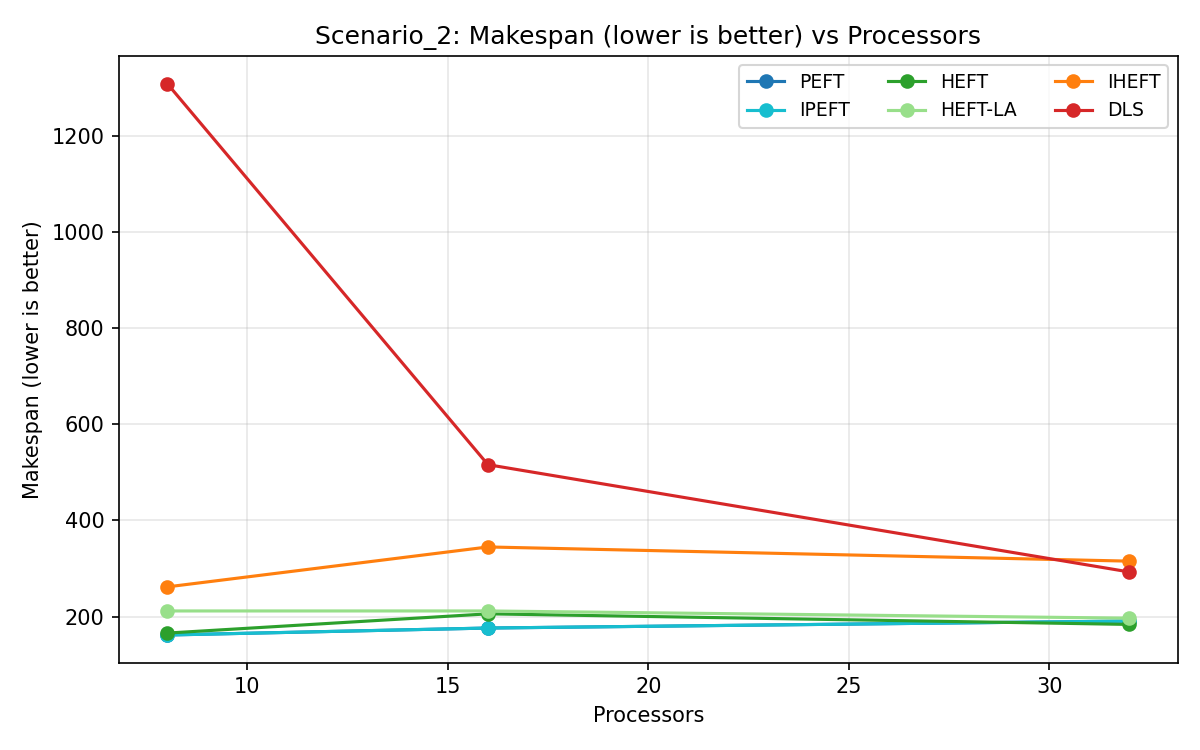 Scenario_2: Makespan (lower is better) vs Processors
PEFT HEFT IHEFT
IPEFT HEFT-LA DLS
Makespan (lower is better)
1200
1000
800
600
400
200
10 15 20 25 30
Processors